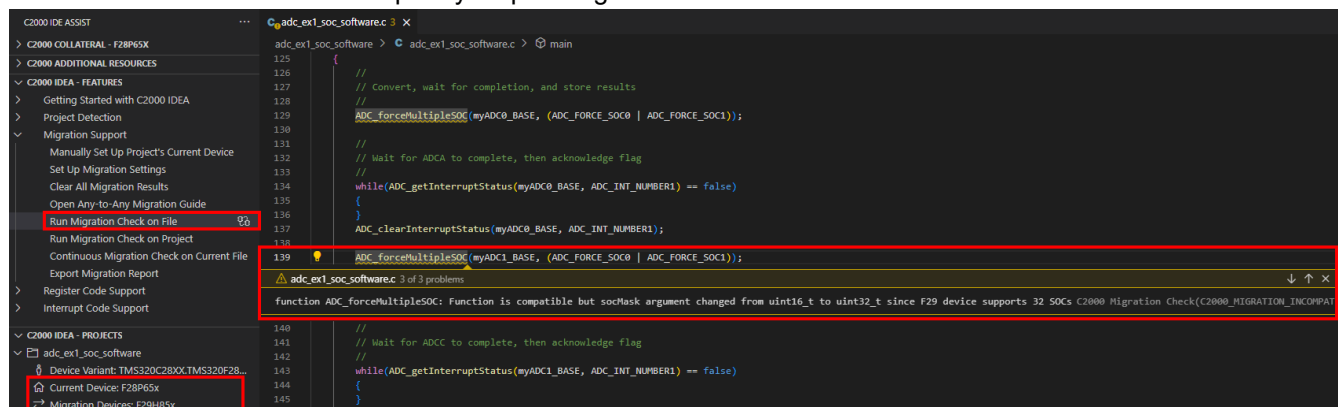 C2000 IDE ASSIST
...
> C2000 COLLATERAL - F28P65X
> C2000 ADDITIONAL RESOURCES
C2000 IDEA - FEATURES
> Getting Started with C2000 IDEA
> Project Detection
Migration Support
Manually Set Up Project's Current Device
Set Up Migration Settings
Clear All Migration Results
Open Any-to-Any Migration Guide
Run Migration Check on File
Run Migration Check on Project
Continuous Migration Check on Current File
Export Migration Report
> Register Code Support
> Interrupt Code Support
C2000 IDEA - PROJECTS
adc_ex1_soc_software
Device Variant: TMS320C28XX.TMS320F28...
Current Device: F28P65x
Migration Devices: F29H85x
adc_ex1_soc_software.c 3 ×
adc_ex1_soc_software > C adc_ex1_soc_software.c > main
125 {
126 //
127 // Convert, wait for completion, and store results
128 //
129 ADC_forceMultipleSOC(myADC0_BASE, (ADC_FORCE_SOC0 | ADC_FORCE_SOC1));
130
131 //
132 // Wait for ADCA to complete, then acknowledge flag
133 //
134 while(ADC_getInterruptStatus(myADC0_BASE, ADC_INT_NUMBER1) == false)
135 {
136 }
137 ADC_clearInterruptStatus(myADC0_BASE, ADC_INT_NUMBER1);
138
139 ADC_forceMultipleSOC(myADC1_BASE, (ADC_FORCE_SOC0 | ADC_FORCE_SOC1));
adc_ex1_soc_software.c 3 of 3 problems
function ADC_forceMultipleSOC: Function is compatible but socMask argument changed from uint16_t to uint32_t since F29 device supports 32 SOCs C2000 Migration Check(C2000_MIGRATION_INCOMPAT
140 //
141 // Wait for ADCC to complete, then acknowledge flag
142 //
143 while(ADC_getInterruptStatus(myADC1_BASE, ADC_INT_NUMBER1) == false)
144 {
145 }